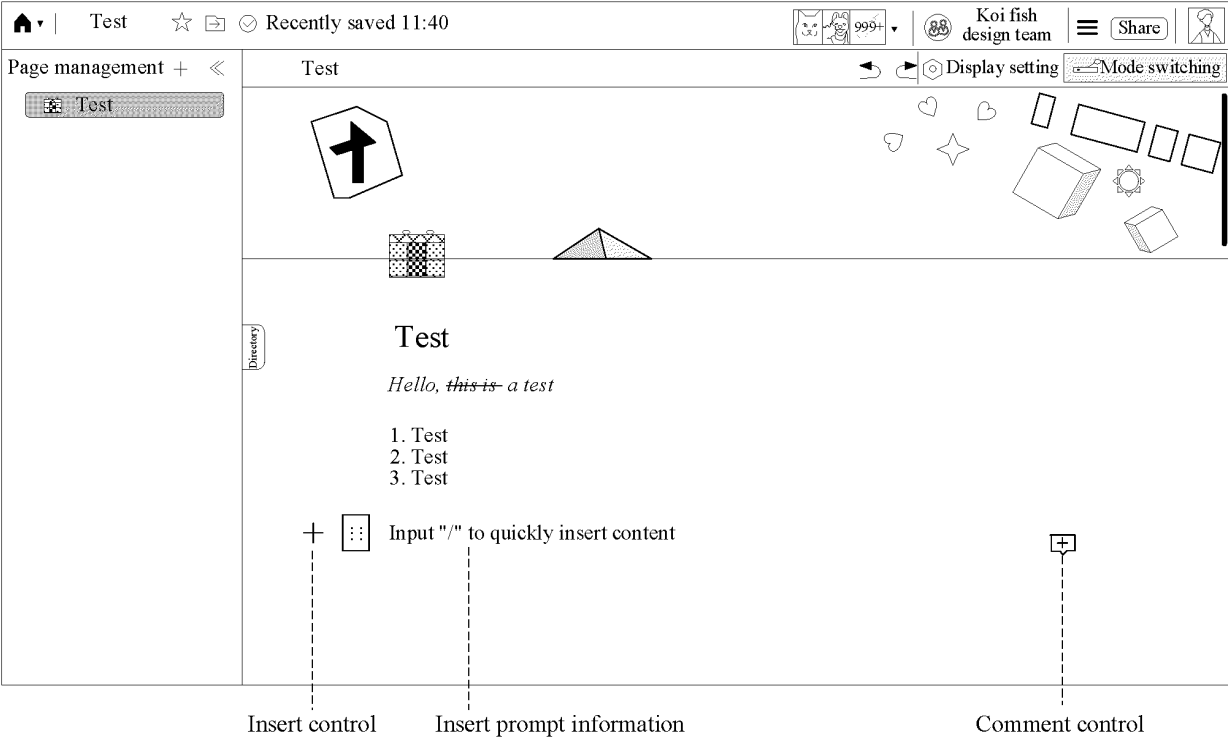 Test
Recently saved 11:40
999+
Koi fish
design team
Share
Page management
Test
Display setting
Mode switching
Test
Directory
Test
Hello, this is a test
1. Test
2. Test
3. Test
Input "/" to quickly insert content
Insert control
Insert prompt information
Comment control